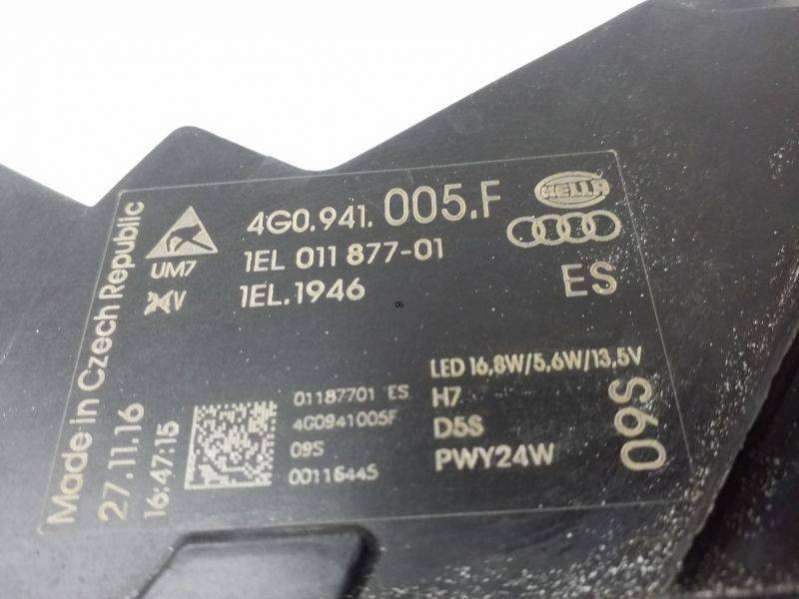 Made in Czech Republic
27.11.16
16:47:15
UM7
4G0.941.005.F
HELLA
1EL 011 877-01
1EL.1946
ES
LED 16,8W/5,6W/13,5V
H7
D5S
PWY24W
09S
01187701 ES
4G0941005F
09S
00116445